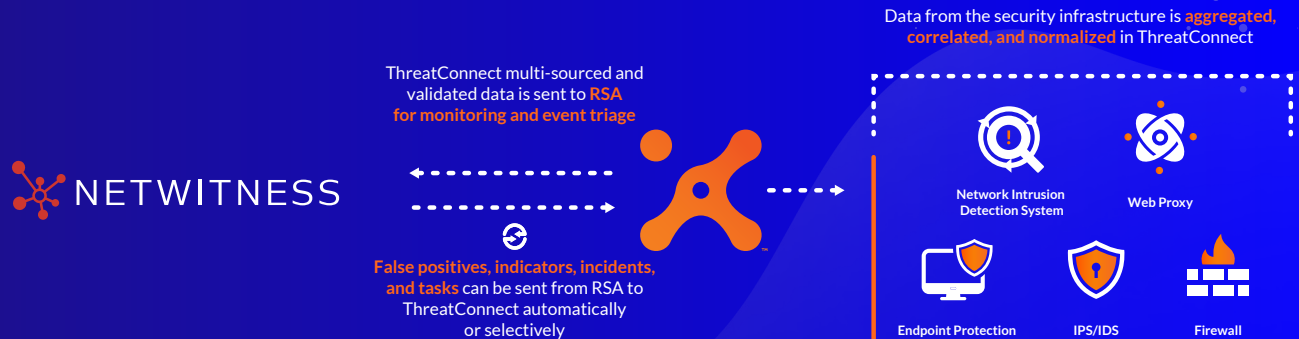 Data from the security infrastructure is aggregated,
correlated, and normalized in ThreatConnect
ThreatConnect multi-sourced and
validated data is sent to RSA
for monitoring and event triage
NETWITNESS
™
False positives, indicators, incidents,
and tasks can be sent from RSA to
ThreatConnect automatically
or selectively
Network Intrusion
Detection System
Web Proxy
Endpoint Protection
IPS/IDS
Firewall